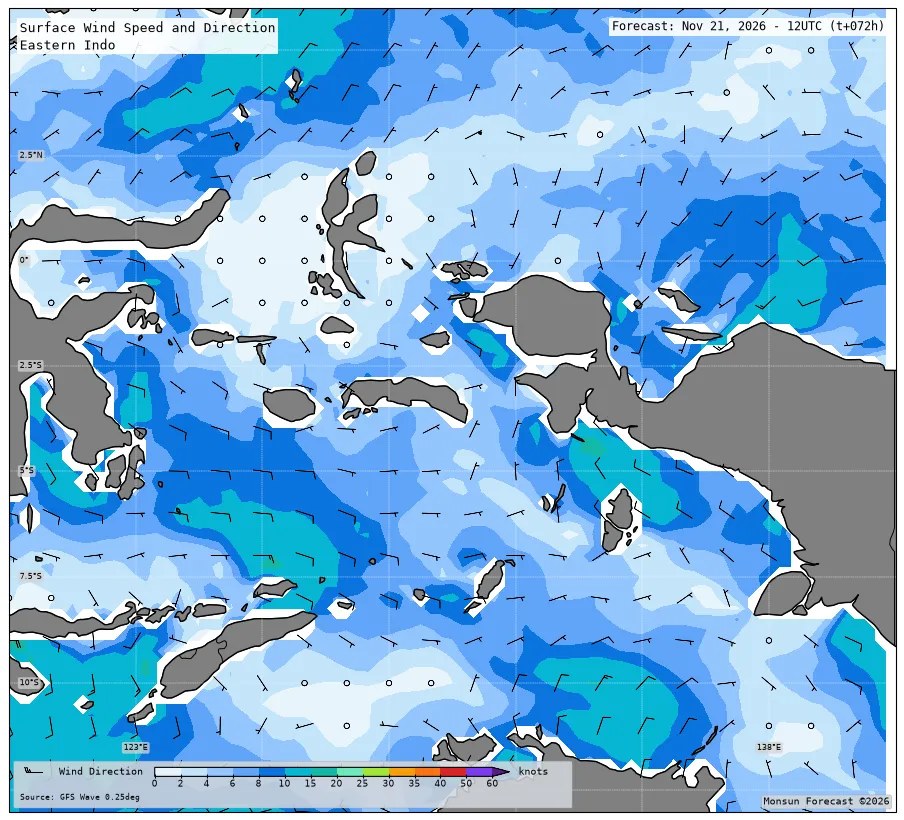 Surface Wind Speed and Direction
Eastern Indo
Forecast: Nov 21, 2026 - 12UTC (t+072h)
2.5°N
0°
2.5°S
5°S
7.5°S
10°S
123°E
138°E
Wind Direction
0 2 4 6 8 10 15 20 30 40 50 60
knots
Source: GFS Wave 0.25deg
Monsun Forecast ©2026